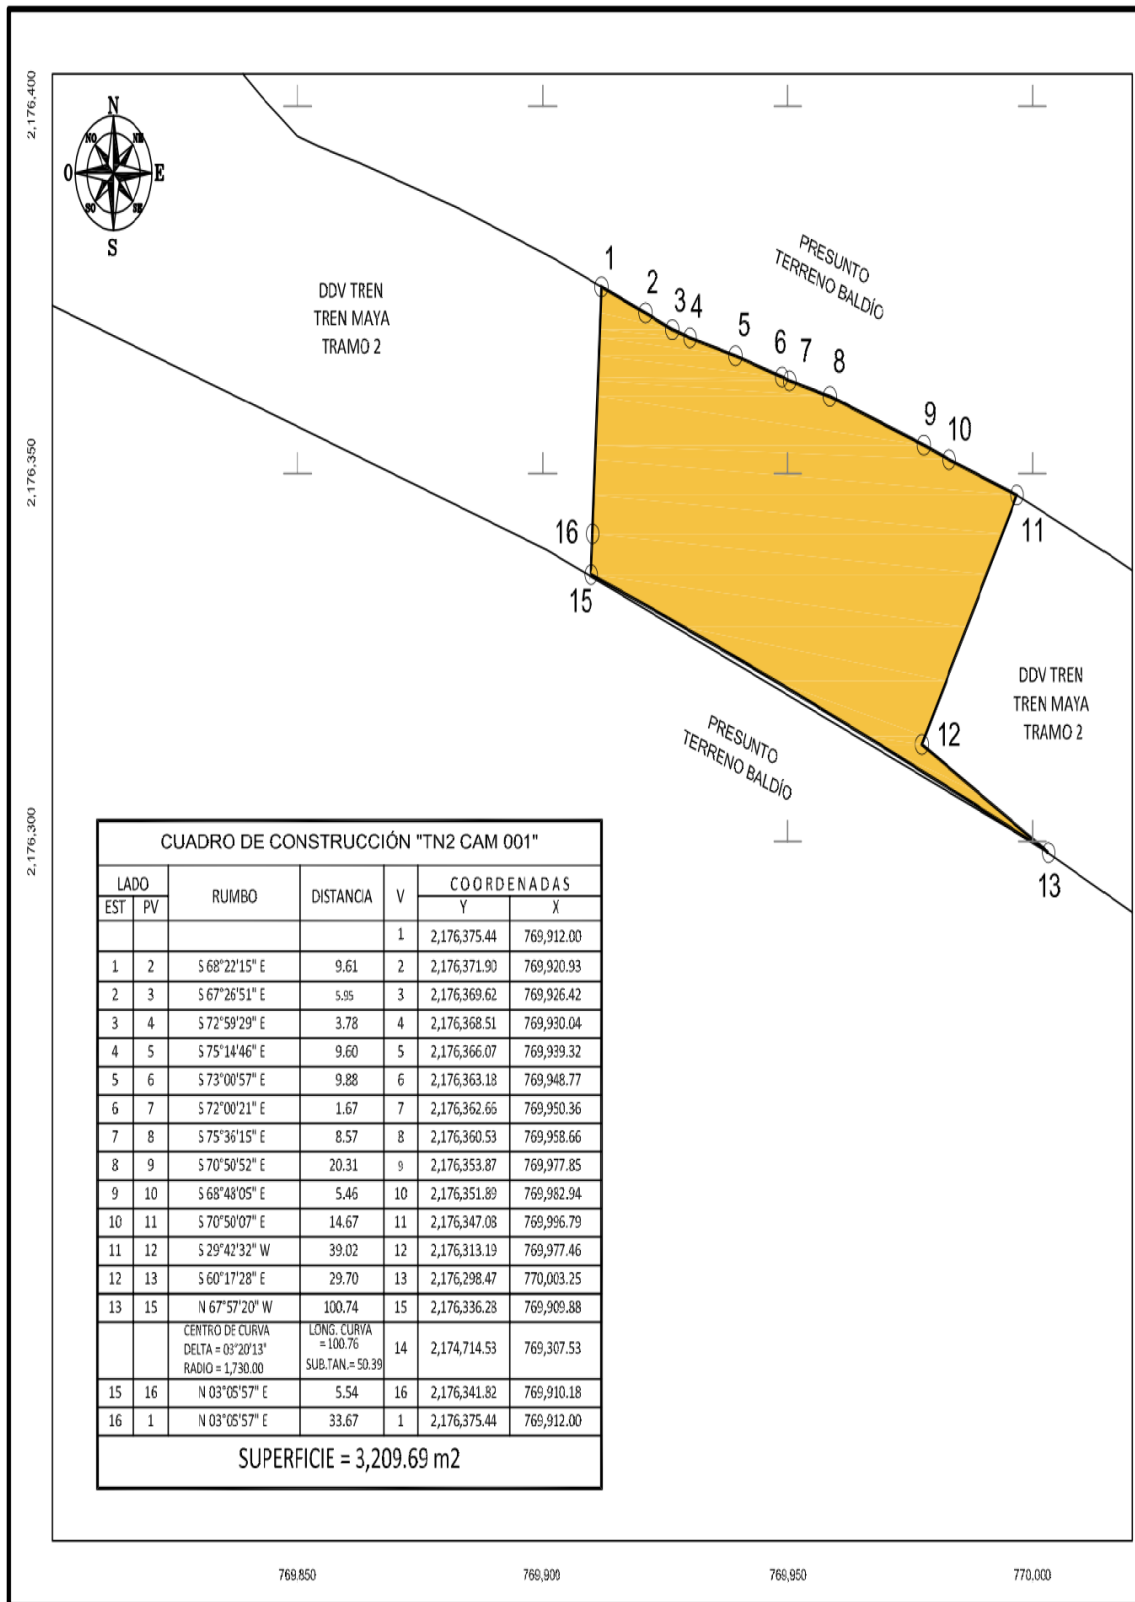 2,176,400
2,176,350
2,176,300
N
NO
NE
O
E
SO
SE
S
DDV TREN
TREN MAYA
TRAMO 2
PRESUNTO
TERRENO BALDÍO
1
2
3
4
5
6
7
8
9
10
11
16
15
12
13
DDV TREN
TREN MAYA
TRAMO 2
PRESUNTO
TERRENO BALDÍO
CUADRO DE CONSTRUCCIÓN "TN2 CAM 001"
LADO RUMBO DISTANCIA V COORDENADAS
EST PV Y X
1 2,176,375.44 769,912.00
1 2 S 68°22'15" E 9.61 2 2,176,371.90 769,920.93
2 3 S 67°26'51" E 5.95 3 2,176,369.62 769,926.42
3 4 S 72°59'29" E 3.78 4 2,176,368.51 769,930.04
4 5 S 75°14'46" E 9.60 5 2,176,366.07 769,939.32
5 6 S 73°00'57" E 9.88 6 2,176,363.18 769,948.77
6 7 S 72°00'21" E 1.67 7 2,176,362.66 769,950.36
7 8 S 75°36'15" E 8.57 8 2,176,360.53 769,958.66
8 9 S 70°50'52" E 20.31 9 2,176,353.87 769,977.85
9 10 S 68°48'05" E 5.46 10 2,176,351.89 769,982.94
10 11 S 70°50'07" E 14.67 11 2,176,347.08 769,996.79
11 12 S 29°42'32" W 39.02 12 2,176,313.19 769,977.46
12 13 S 60°17'28" E 29.70 13 2,176,298.47 770,003.25
13 15 N 67°57'20" W 100.74 15 2,176,336.28 769,909.88
CENTRO DE CURVA
DELTA = 03°20'13"
RADIO = 1,730.00
LONG. CURVA
= 100.76
SUB.TAN.= 50.39
14 2,174,714.53 769,307.53
15 16 N 03°05'57" E 5.54 16 2,176,341.82 769,910.18
16 1 N 03°05'57" E 33.67 1 2,176,375.44 769,912.00
SUPERFICIE = 3,209.69 m2
769,850
769,900
769,950
770,000